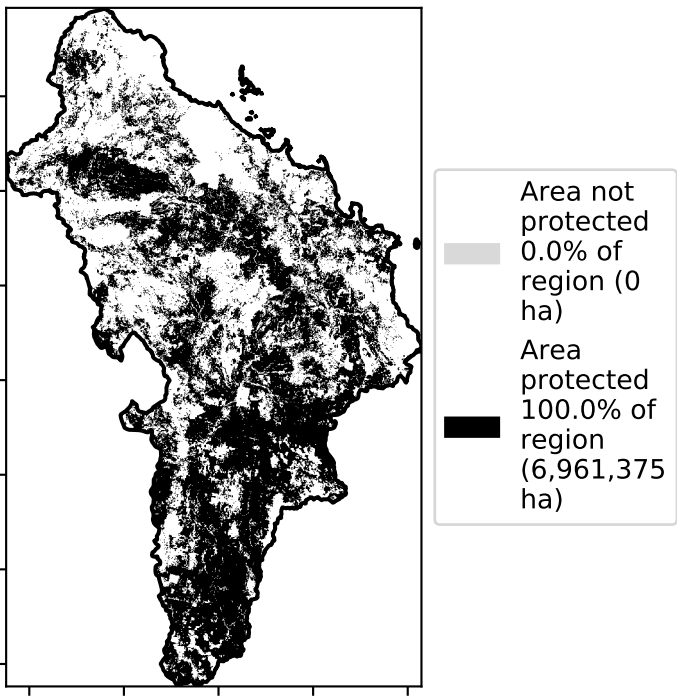 Area not
protected
0.0% of
region (0
ha)
Area
protected
100.0% of
region
(6,961,375
ha)